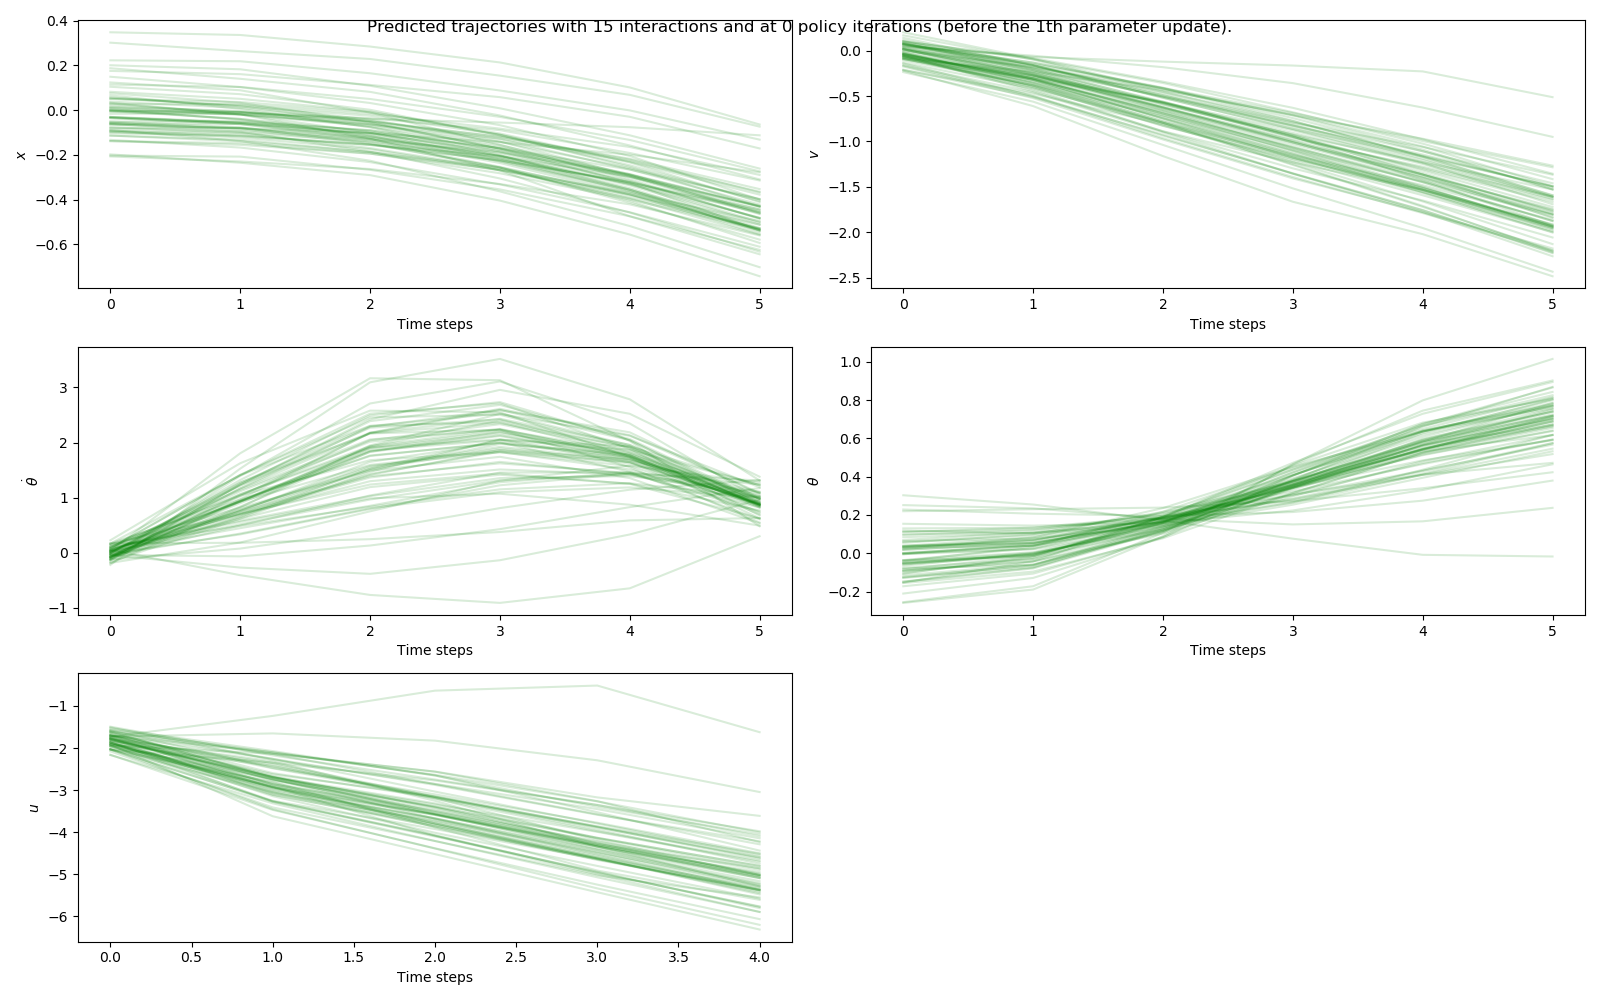 Predicted trajectories with 15 interactions and at 0 policy iterations (before the 1th parameter update).
0.4
0.2
0.0
−0.2
−0.4
−0.6
x
0 1 2 3 4 5
Time steps
0.0
−0.5
−1.0
−1.5
−2.0
−2.5
v
0 1 2 3 4 5
Time steps
3
2
1
0
−1
θ̇
0 1 2 3 4 5
Time steps
1.0
0.8
0.6
0.4
0.2
0.0
−0.2
θ
0 1 2 3 4 5
Time steps
−1
−2
−3
−4
−5
−6
u
0.0 0.5 1.0 1.5 2.0 2.5 3.0 3.5 4.0
Time steps